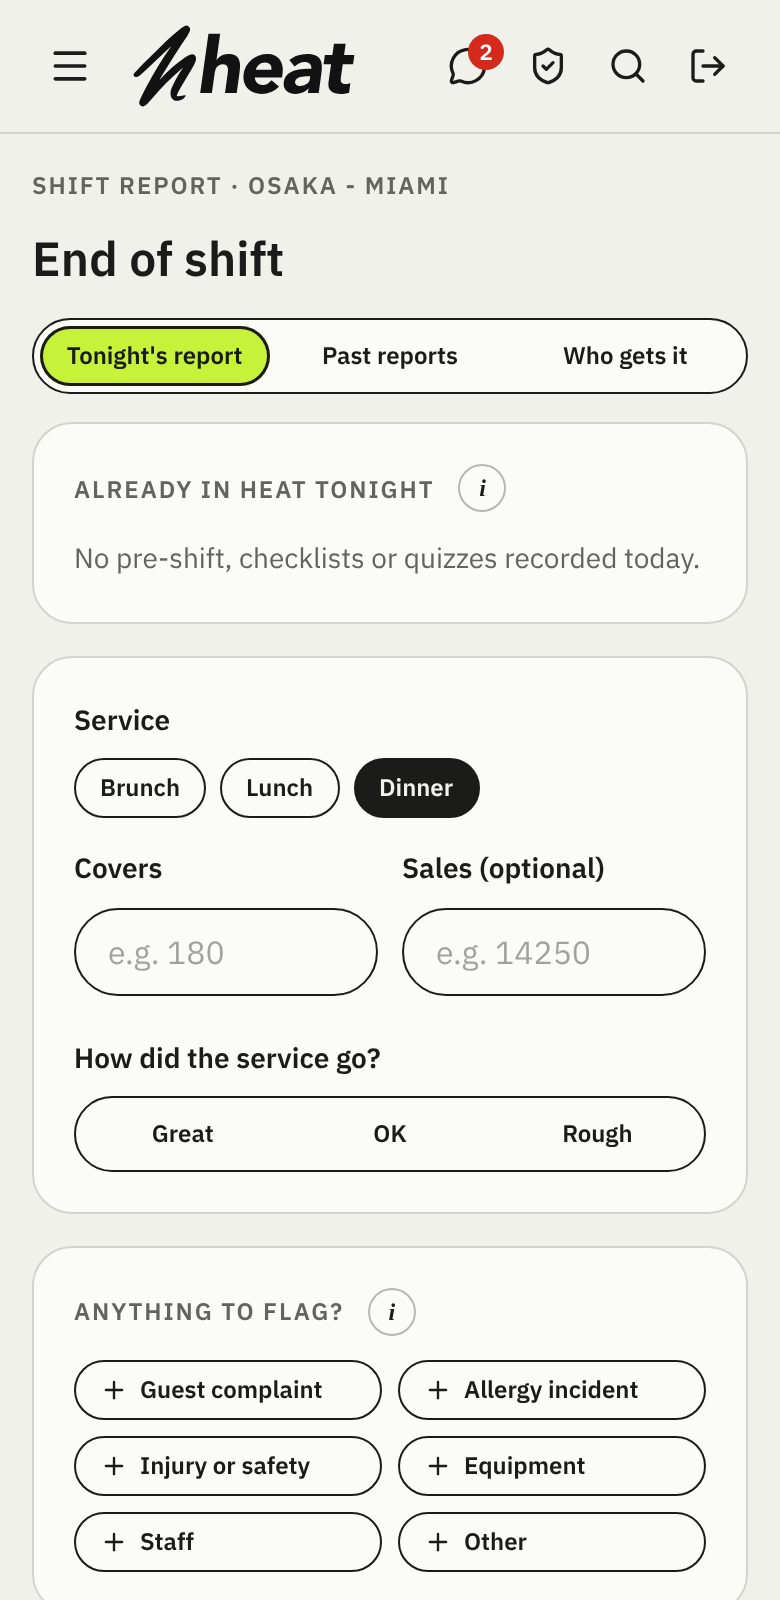 heat
2
SHIFT REPORT · OSAKA - MIAMI
End of shift
Tonight's report Past reports Who gets it
ALREADY IN HEAT TONIGHT i
No pre-shift, checklists or quizzes recorded today.
Service
Brunch Lunch Dinner
Covers Sales (optional)
e.g. 180 e.g. 14250
How did the service go?
Great OK Rough
ANYTHING TO FLAG? i
+ Guest complaint + Allergy incident
+ Injury or safety + Equipment
+ Staff + Other